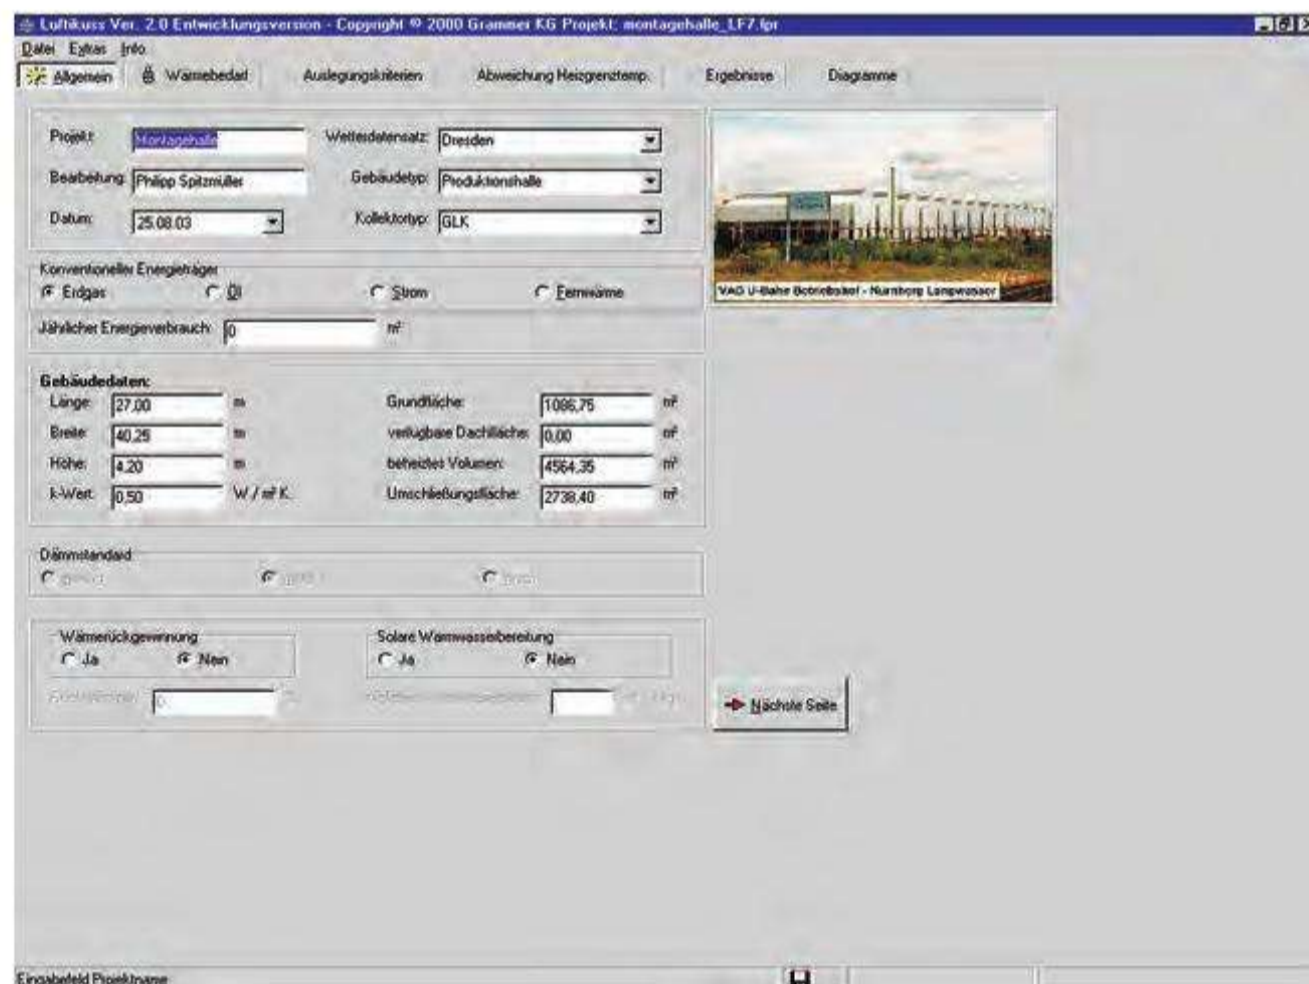 Luftikuss Ver. 2.0 Entwicklungsversion - Copyright © 2000 Grammer KG Projekt: montagehalle_LF7.fpr
Datei Extras Info
Allgemein Wärmebedarf Auslegungskriterien Abweichung Heizgrenztemp. Ergebnisse Diagramme
Projekt: Montagehalle Wetterdatensatz: Dresden
Bearbeitung: Philipp Spitzmüller Gebäudetyp: Produktionshalle
Datum: 25.08.03 Kollektortyp: GLK
VAG U-Bahn Betriebshof - Nürnberg Langwasser
Konventioneller Energieträger
Erdgas Öl Strom Fernwärme
Jährlicher Energieverbrauch: 0 m³
Gebäudedaten:
Länge: 27,00 m Grundfläche: 1086,75 m²
Breite: 40,25 m verfügbare Dachfläche: 0,00 m²
Höhe: 4,20 m beheiztes Volumen: 4564,35 m³
k-Wert: 0,50 W / m² K Umschließungsfläche: 2738,40 m²
Dämmstandard
Wärmerückgewinnung Solare Warmwasserbereitung
Ja Nein Ja Nein
0
Nächste Seite
Eingabefeld Projektname